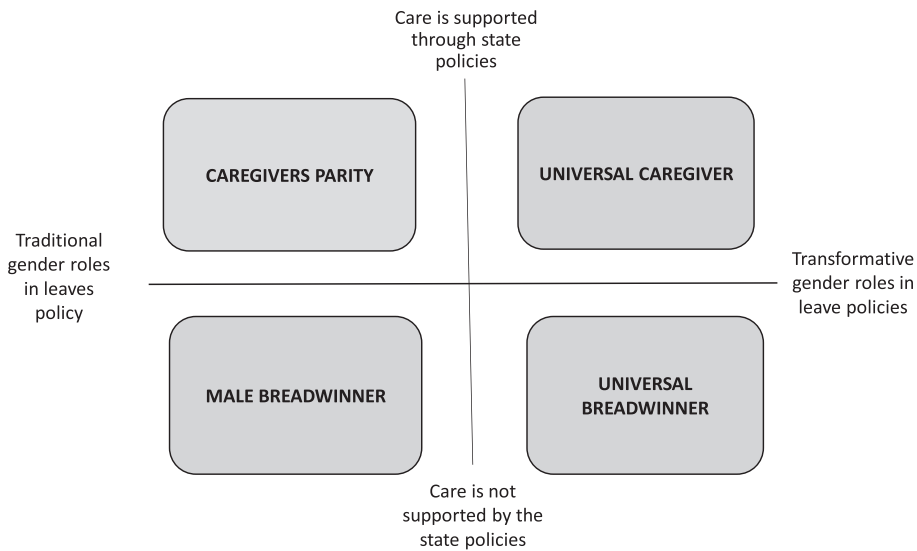 Care is supported
through state
policies
CAREGIVERS PARITY
UNIVERSAL CAREGIVER
Traditional
gender roles
in leaves
policy
Transformative
gender roles in
leave policies
MALE BREADWINNER
UNIVERSAL
BREADWINNER
Care is not
supported by the
state policies